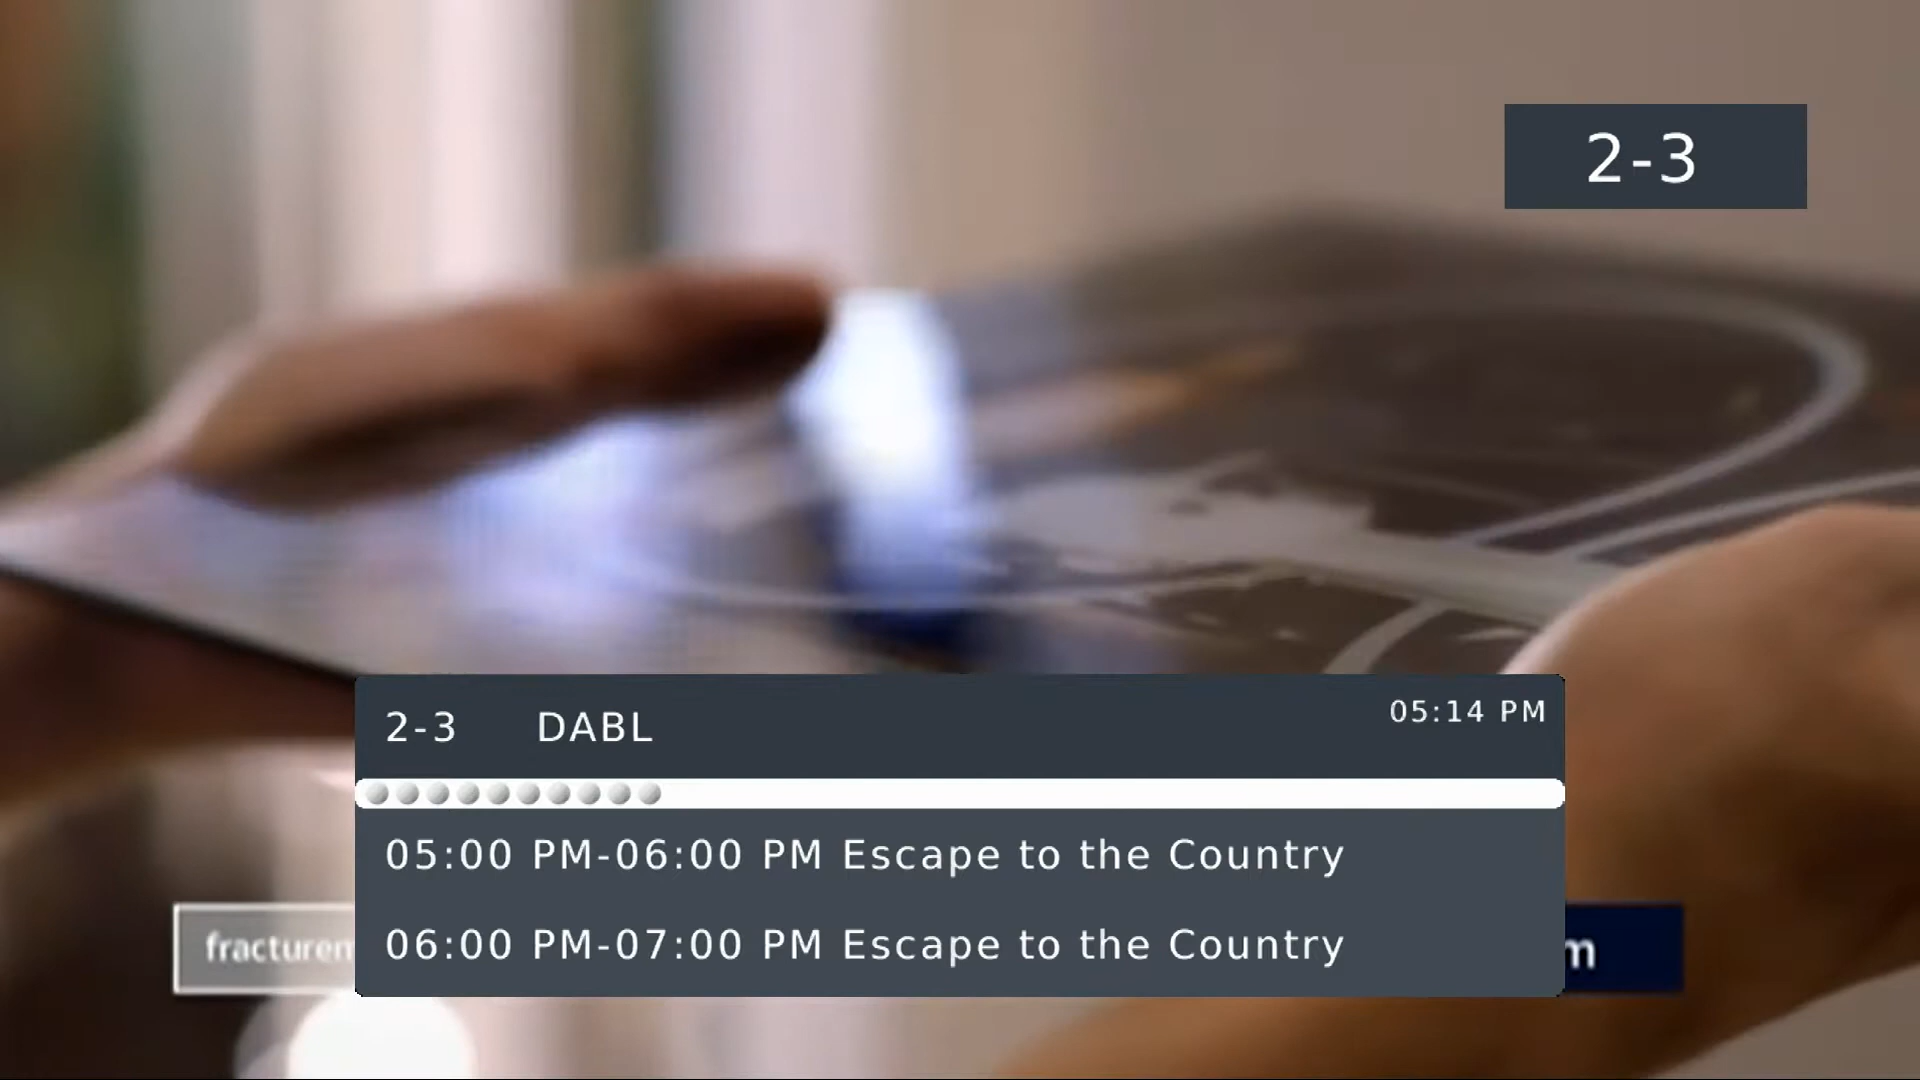 2-3
2-3 DABL 05:14 PM
05:00 PM-06:00 PM Escape to the Country
06:00 PM-07:00 PM Escape to the Country